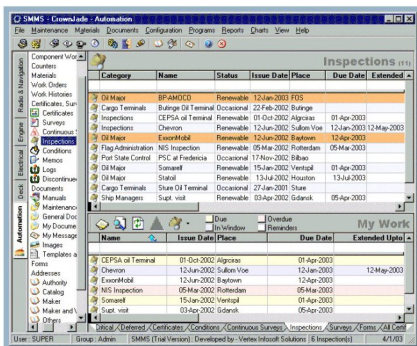 SMMS - CrownJade - Automation
File Maintenance Materials Documents Configuration Programs Reports Charts View Help
Radio & Navigation
Engine
Electrical
Deck
Automation
Component Wor
Counters
Materials
Work Orders
Work Histories
Certificates, Surv
Certificates
Surveys
Continuous
Inspections
Conditions
Memos
Logs
Discontinue
Documents
Manuals
Maintenanc
General Doc
My Docume
My Message
Images
Templates a
Forms
Addresses
Authority
Catalog
Maker
Maker and V
Others
Inspections (11)
Category Name Status Issue Date Place Due Date Extended
Oil Major BP-AMOCO Renewable 12-Jan-2003 FOS
Cargo Terminals Butinge Oil Terminal Occasional 22-Feb-2002 Butinge
Inspections CEPSA oil Terminal Renewable 01-Oct-2002 Algrciras 01-Apr-2003
Inspections Chevron Renewable 12-Jun-2002 Sullom Voe 12-Jun-2003 12-May-2003
Oil Major ExxonMobil Renewable 12-Jun-2002 Baytown 12-Apr-2003
Flag Administration NIS Inspection Renewable 05-Mar-2002 Rotterdam 05-Mar-2003
Port State Control PSC at Fredericia Occasional 17-Nov-2002 Bilbao
Oil Major Somarell Renewable 15-Jan-2002 Ventspil 01-Apr-2003
Oil Major Statoil Renewable 13-Jul-2002 Houston 13-Jul-2003
Cargo Terminals Sture Oil Terminal Occasional 27-Jan-2001 Sture
Ship Managers Supt. visit Renewable 03-Apr-2002 Gdansk 05-Apr-2003
Due Overdue
In Window Reminders
My Work
Name Issue Date Place Due Date Extended Upto
CEPSA oil Terminal 01-Oct-2002 Algrciras 01-Apr-2003
Chevron 12-Jun-2002 Sullom Voe 12-Jun-2003 12-May-2003
ExxonMobil 12-Jun-2002 Baytown 12-Apr-2003
NIS Inspection 05-Mar-2002 Rotterdam 05-Mar-2003
Somarell 15-Jan-2002 Ventspil 01-Apr-2003
Supt. visit 03-Apr-2002 Gdansk 05-Apr-2003
Critical Deferred Certificates Conditions Continuous Surveys Inspections Surveys Forms All Certif
User : SUPER Group : Admin SMMS (Trial Version) : Developed by - Vertex Infosoft Solutions 6 Inspection(s) 4/1/03